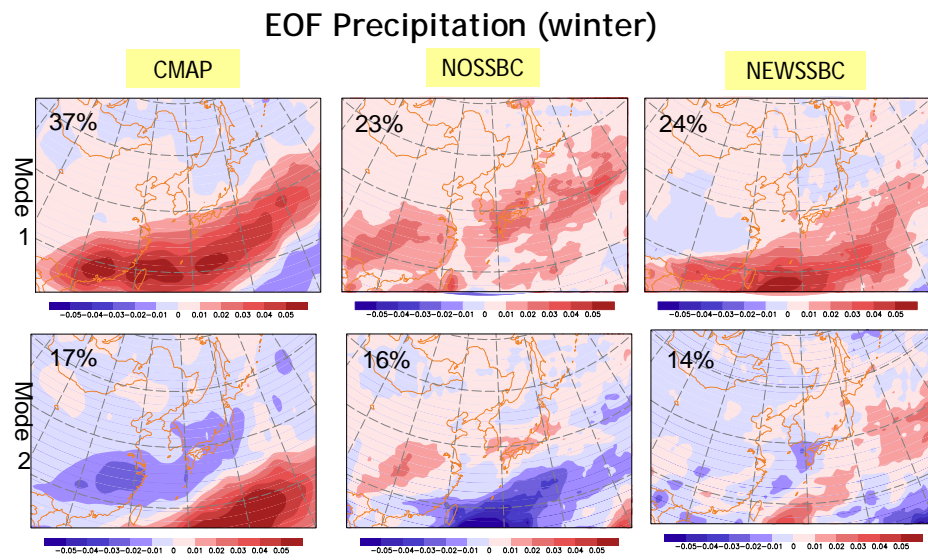 EOF Precipitation (winter)
CMAP NOSSBC NEWSSBC
Mode 1
37% 23% 24%
-0.05-0.04-0.03-0.02-0.01 0 0.01 0.02 0.03 0.04 0.05 -0.05-0.04-0.03-0.02-0.01 0 0.01 0.02 0.03 0.04 0.05 -0.05-0.04-0.03-0.02-0.01 0 0.01 0.02 0.03 0.04 0.05
Mode 2
17% 16% 14%
-0.05-0.04-0.03-0.02-0.01 0 0.01 0.02 0.03 0.04 0.05 -0.05-0.04-0.03-0.02-0.01 0 0.01 0.02 0.03 0.04 0.05 -0.05-0.04-0.03-0.02-0.01 0 0.01 0.02 0.03 0.04 0.05